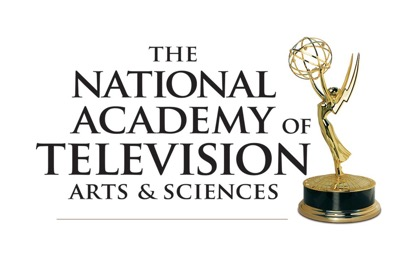 THE
NATIONAL
ACADEMY OF
TELEVISION
ARTS & SCIENCES